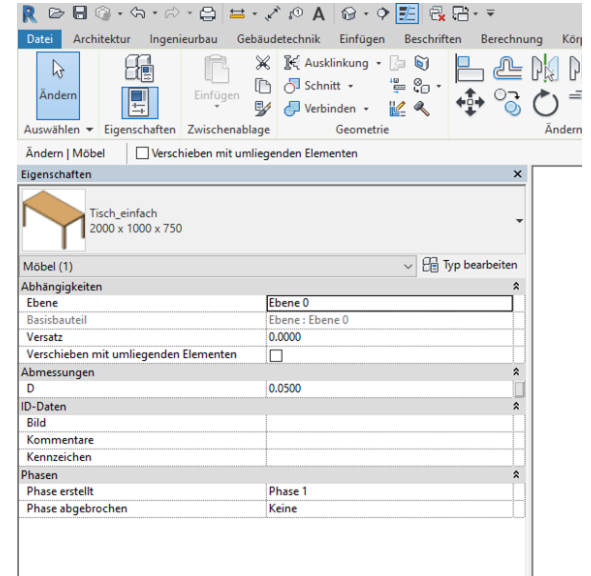 Datei Architektur Ingenieurbau Gebäudetechnik Einfügen Beschriften Berechnung Kör
Ändern
Einfügen
Ausklinkung
Schnitt
Verbinden
Auswählen Eigenschaften Zwischenablage Geometrie Ändern
Ändern | Möbel Verschieben mit umliegenden Elementen
Eigenschaften
Tisch_einfach
2000 x 1000 x 750
Möbel (1) Typ bearbeiten
Abhängigkeiten
Ebene Ebene 0
Basisbauteil Ebene : Ebene 0
Versatz 0.0000
Verschieben mit umliegenden Elementen
Abmessungen
D 0.0500
ID-Daten
Bild
Kommentare
Kennzeichen
Phasen
Phase erstellt Phase 1
Phase abgebrochen Keine